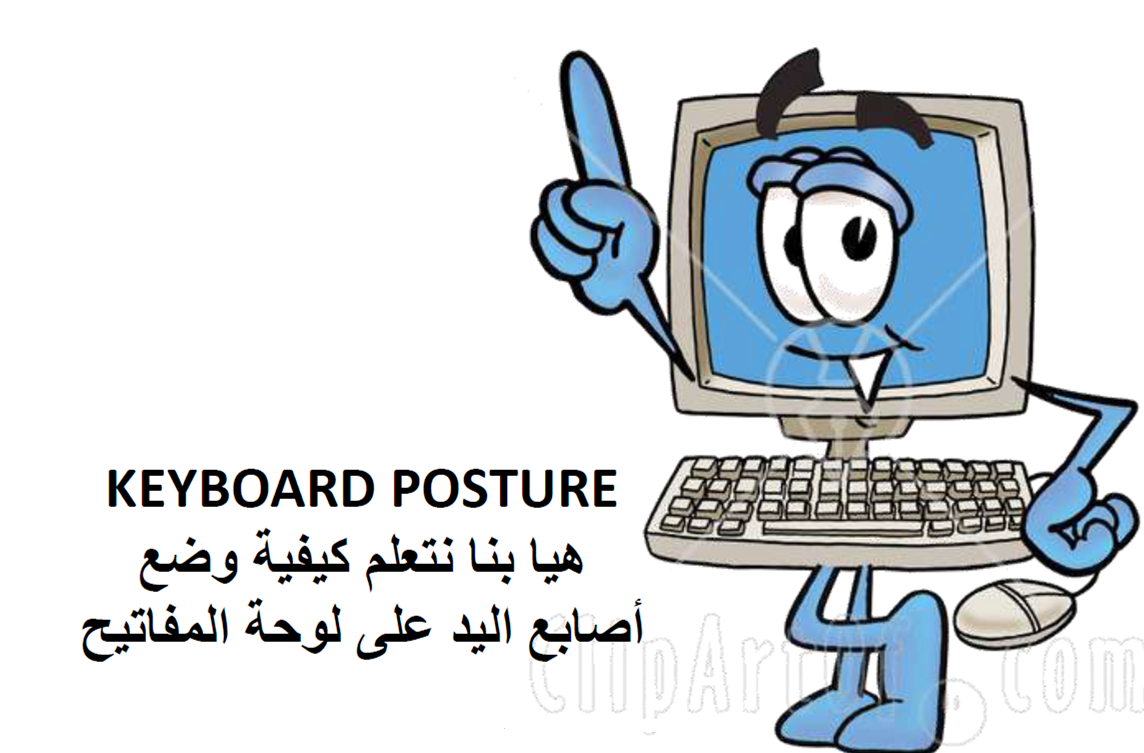 KEYBOARD POSTURE
هيا بنا نتعلم كيفية وضع
أصابع اليد على لوحة المفاتيح